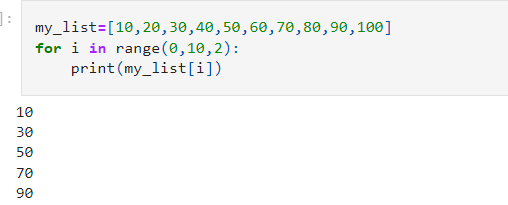 ]:
my_list=[10,20,30,40,50,60,70,80,90,100]
for i in range(0,10,2):
    print(my_list[i])
10
30
50
70
90